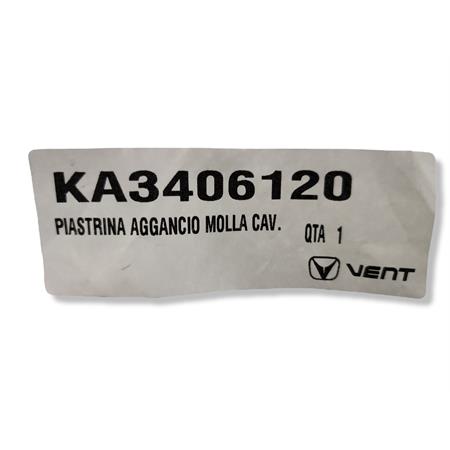 KA3406120
PIASTRINA AGGANCIO MOLLA CAV. QTA 1
VENT